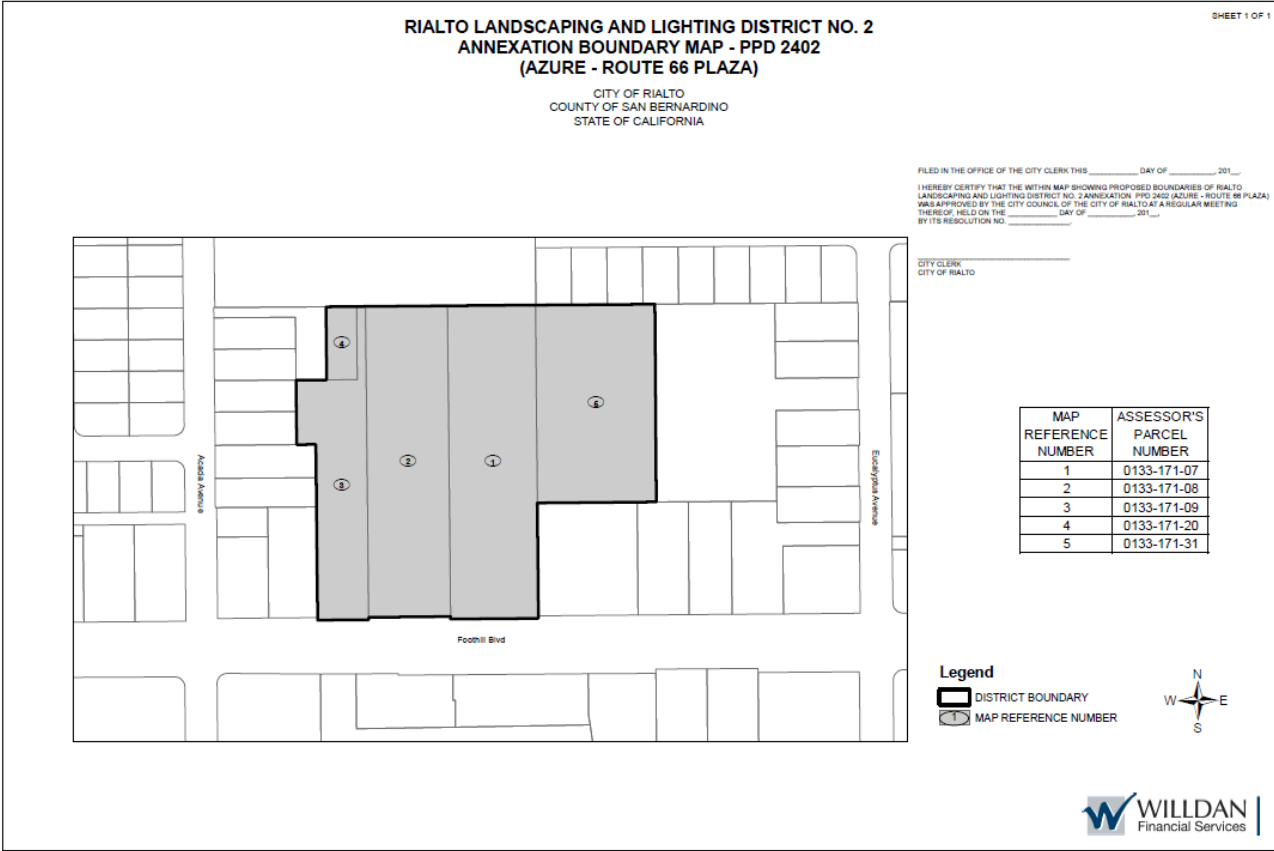 SHEET 1 OF 1
RIALTO LANDSCAPING AND LIGHTING DISTRICT NO. 2
ANNEXATION BOUNDARY MAP - PPD 2402
(AZURE - ROUTE 66 PLAZA)
CITY OF RIALTO
COUNTY OF SAN BERNARDINO
STATE OF CALIFORNIA
FILED IN THE OFFICE OF THE CITY CLERK THIS __________ DAY OF __________, 201__.
I HEREBY CERTIFY THAT THE WITHIN MAP SHOWING PROPOSED BOUNDARIES OF RIALTO
LANDSCAPING AND LIGHTING DISTRICT NO. 2 ANNEXATION PPD 2402 (AZURE - ROUTE 66 PLAZA)
WAS APPROVED BY THE CITY COUNCIL OF THE CITY OF RIALTO AT A REGULAR MEETING
THEREOF, HELD ON THE __________ DAY OF __________, 201__,
BY ITS RESOLUTION NO. _____________.
CITY CLERK
CITY OF RIALTO
4
5
2
1
3
Acacia Avenue
Eucalyptus Avenue
Foothill Blvd
MAP REFERENCE NUMBER ASSESSOR'S PARCEL NUMBER
1 0133-171-07
2 0133-171-08
3 0133-171-09
4 0133-171-20
5 0133-171-31
Legend
DISTRICT BOUNDARY
1 MAP REFERENCE NUMBER
N
W E
S
WILLDAN
Financial Services